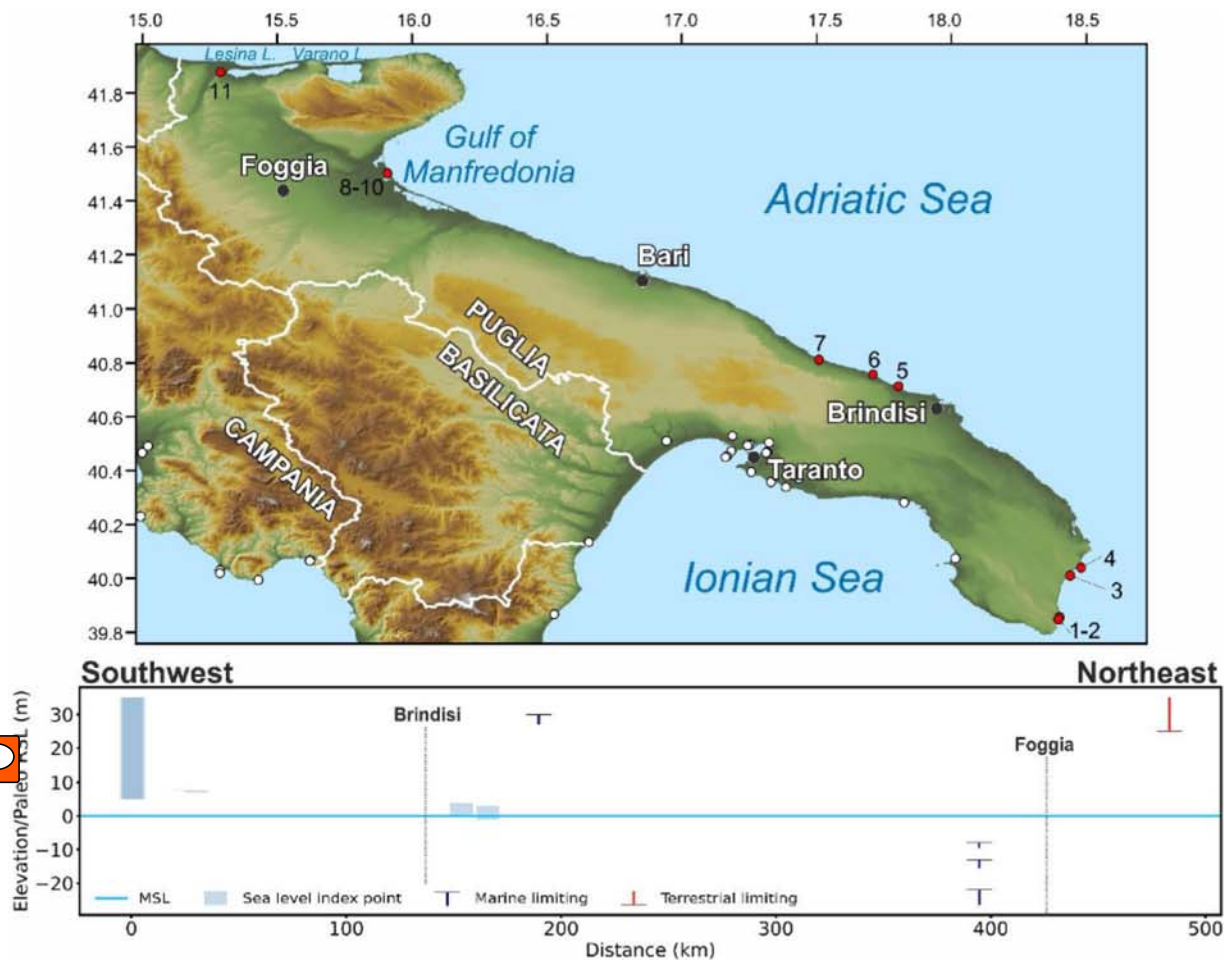 15.0 15.5 16.0 16.5 17.0 17.5 18.0 18.5
Lesina L. Varano L.
41.8
11
41.6
Gulf of
Manfredonia
Foggia
8-10
41.4
Adriatic Sea
41.2
Bari
41.0
PUGLIA
7
40.8
6
5
BASILICATA
40.6
Brindisi
CAMPANIA
40.4
Taranto
40.2
4
40.0
Ionian Sea
3
39.8
1-2
Southwest Northeast
Elevation/Paleo RSL (m)
30
Brindisi
20
Foggia
10
0
−10
−20
MSL Sea level index point Marine limiting Terrestrial limiting
0 100 200 300 400 500
Distance (km)